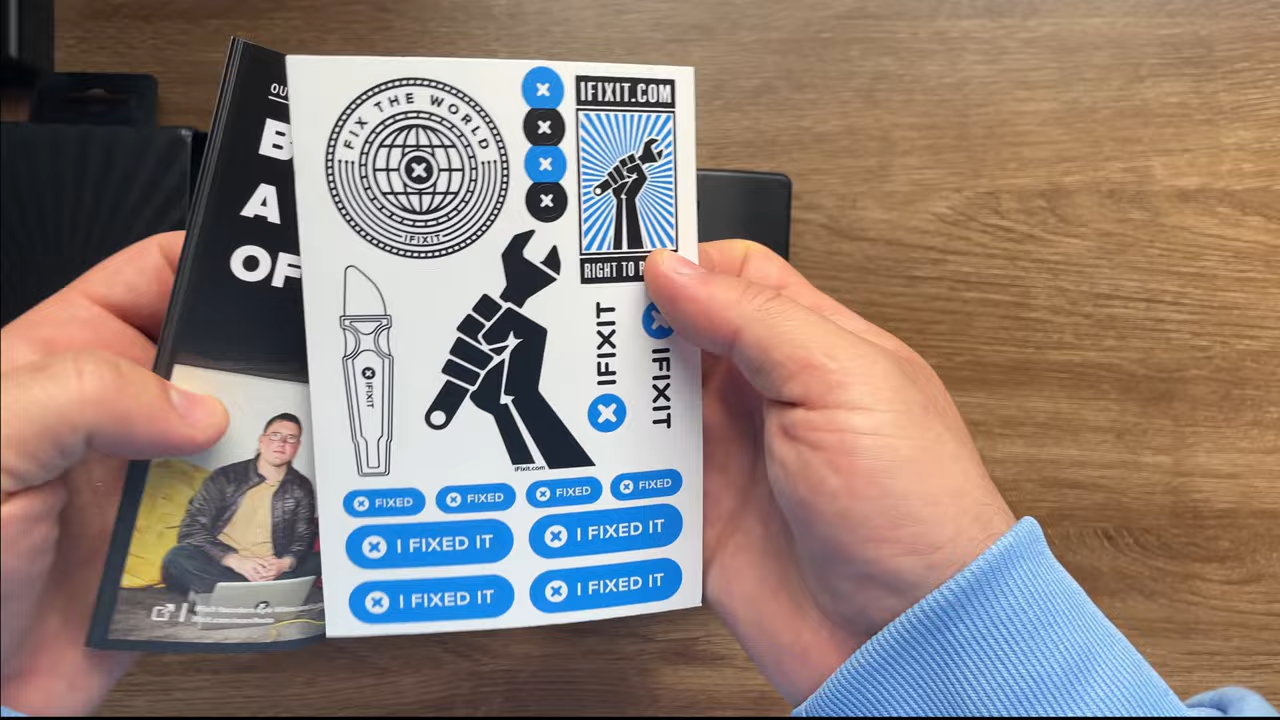 OU
B
A
OF
FIX THE WORLD
IFIXIT
IFIXIT.COM
RIGHT TO
IFIXIT
IFIXIT
IFIXIT
iFixit.com
FIXED
FIXED
FIXED
FIXED
I FIXED IT
I FIXED IT
I FIXED IT
I FIXED IT